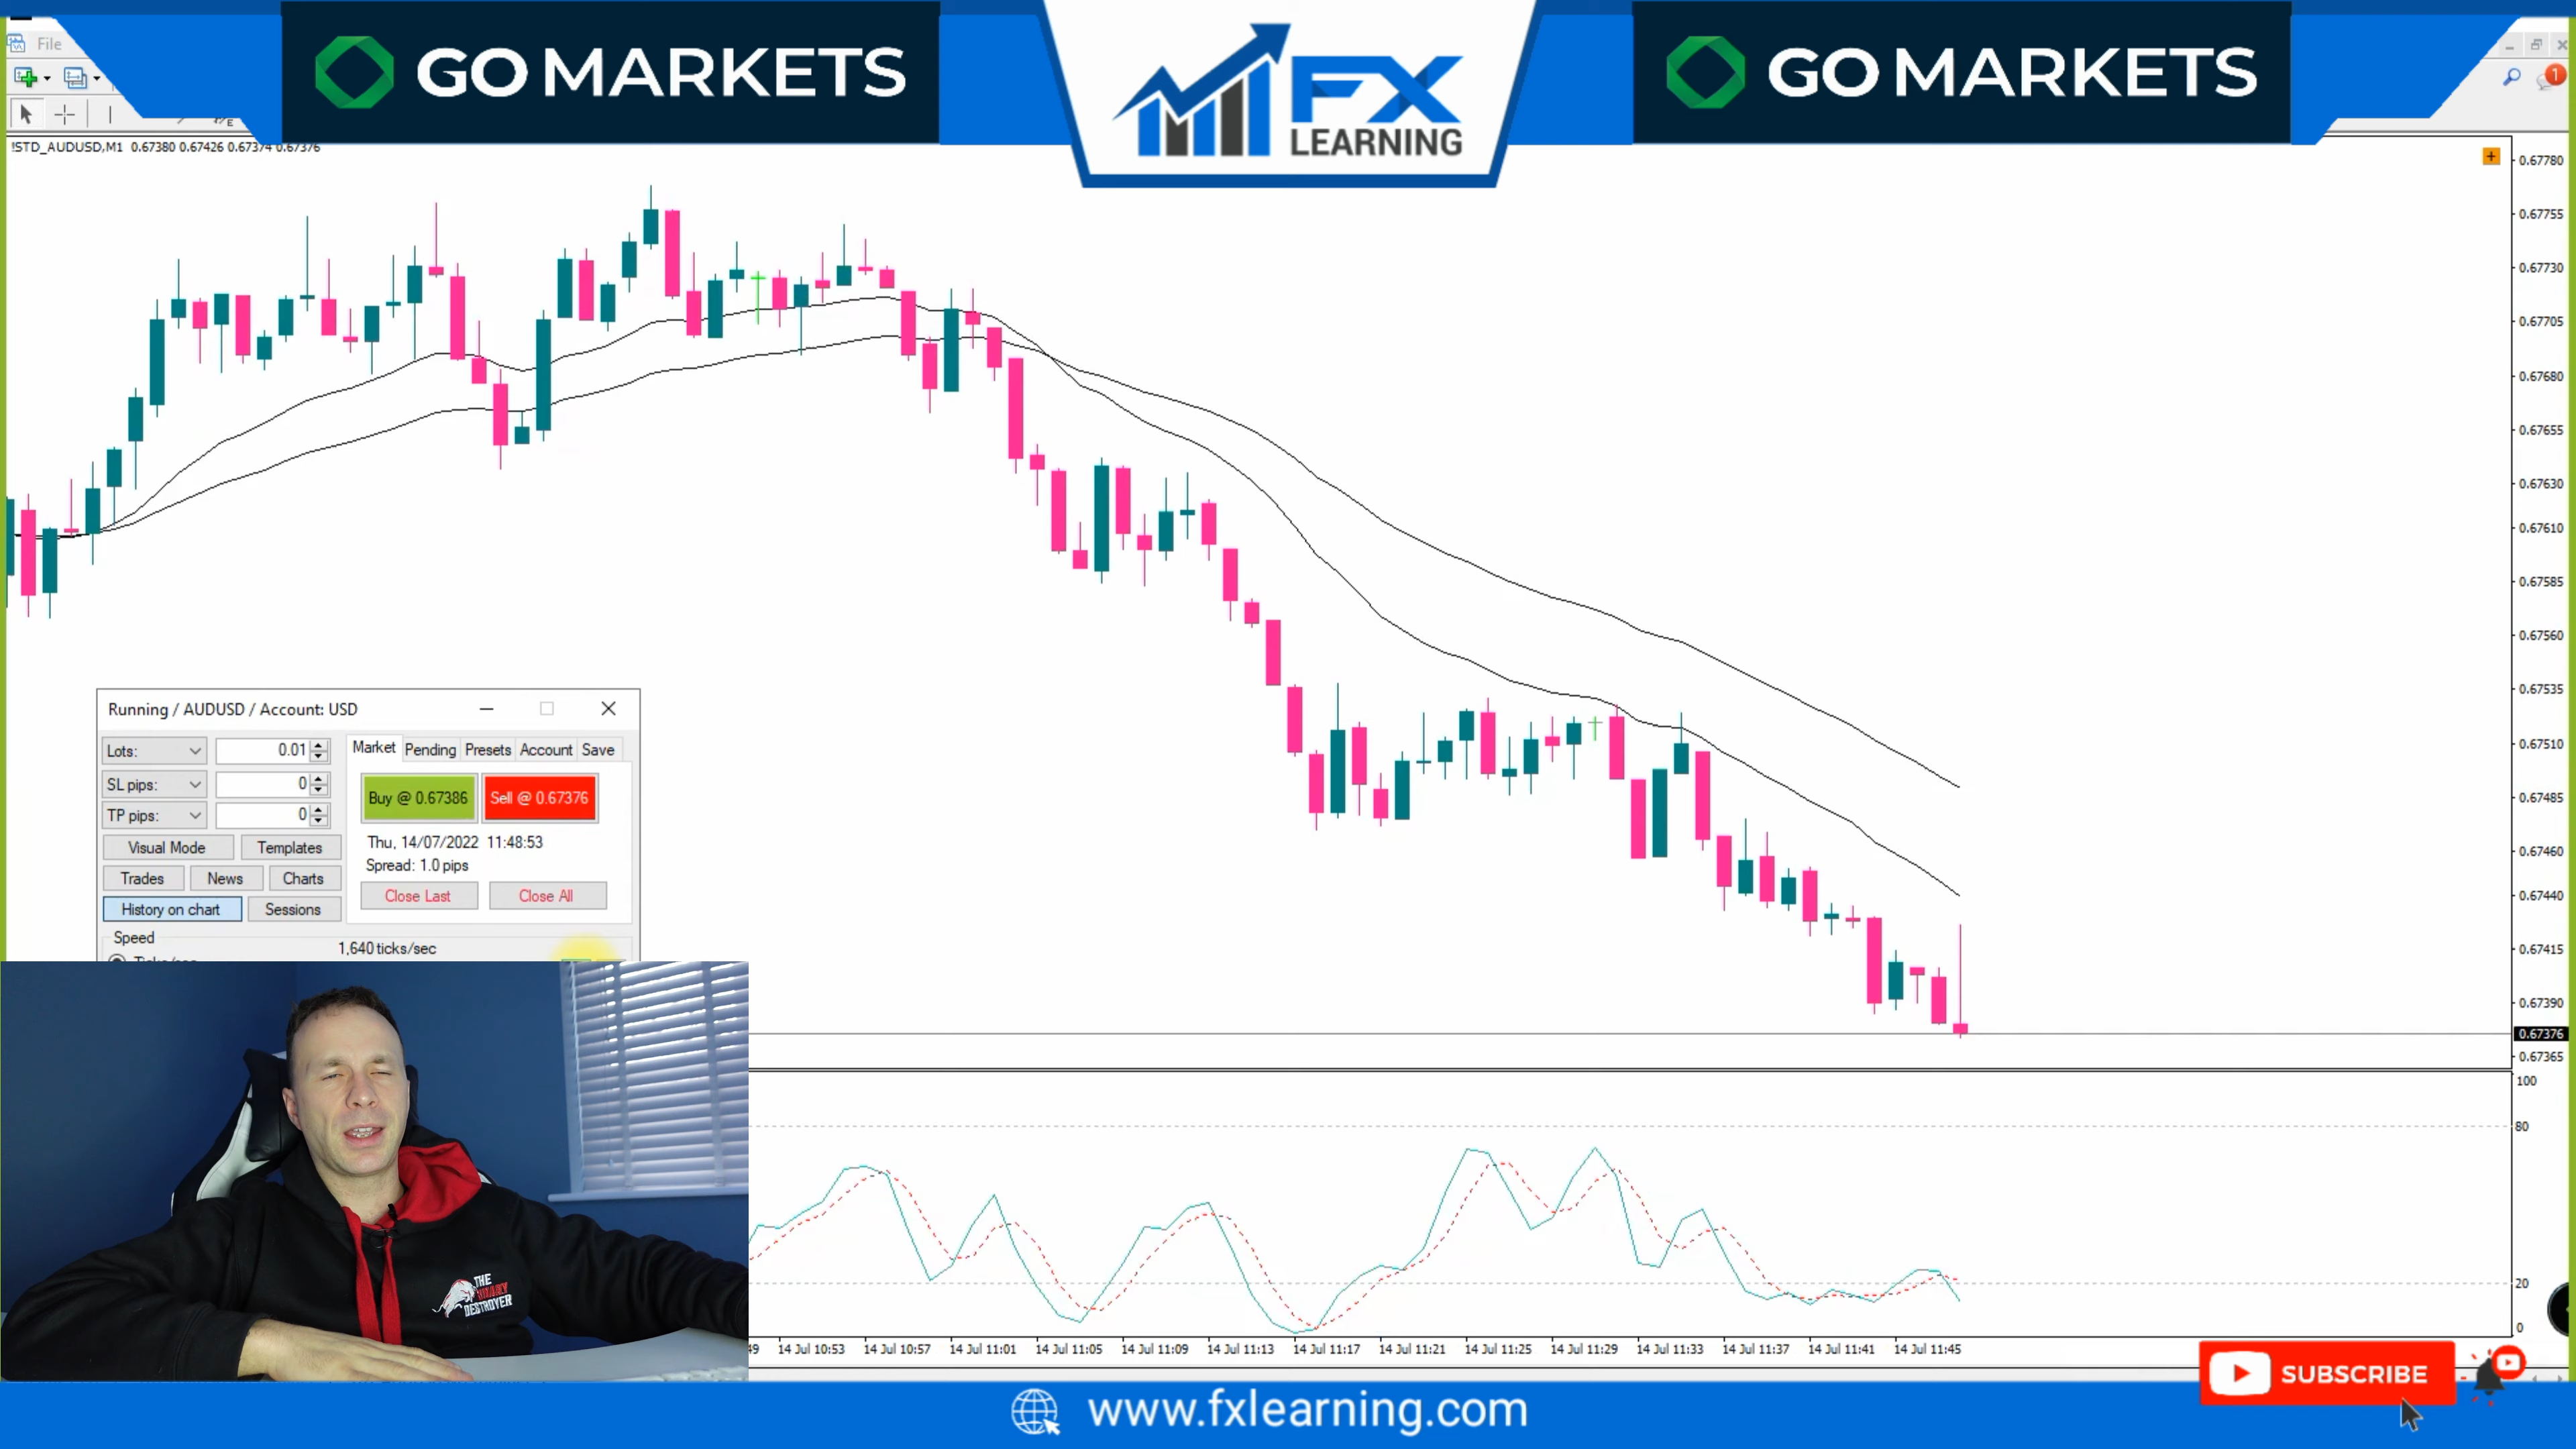 File
GO MARKETS
FX
LEARNING
GO MARKETS
1
!STD_AUDUSD,M1 0.67380 0.67426 0.67374 0.67376
0.67780
0.67755
0.67730
0.67705
0.67680
0.67655
0.67630
0.67610
0.67585
0.67560
0.67535
0.67510
0.67485
0.67460
0.67440
0.67415
0.67390
0.67376
0.67365
Running / AUDUSD / Account: USD
Lots: 0.01
SL pips: 0
TP pips: 0
Market Pending Presets Account Save
Buy @ 0.67386 Sell @ 0.67376
Thu, 14/07/2022 11:48:53
Spread: 1.0 pips
Close Last Close All
Visual Mode Templates
Trades News Charts
History on chart Sessions
Speed
1,640 ticks/sec
100
80
20
0
THE
DESTROYER
49 14 Jul 10:53 14 Jul 10:57 14 Jul 11:01 14 Jul 11:05 14 Jul 11:09 14 Jul 11:13 14 Jul 11:17 14 Jul 11:21 14 Jul 11:25 14 Jul 11:29 14 Jul 11:33 14 Jul 11:37 14 Jul 11:41 14 Jul 11:45
SUBSCRIBE
www.fxlearning.com